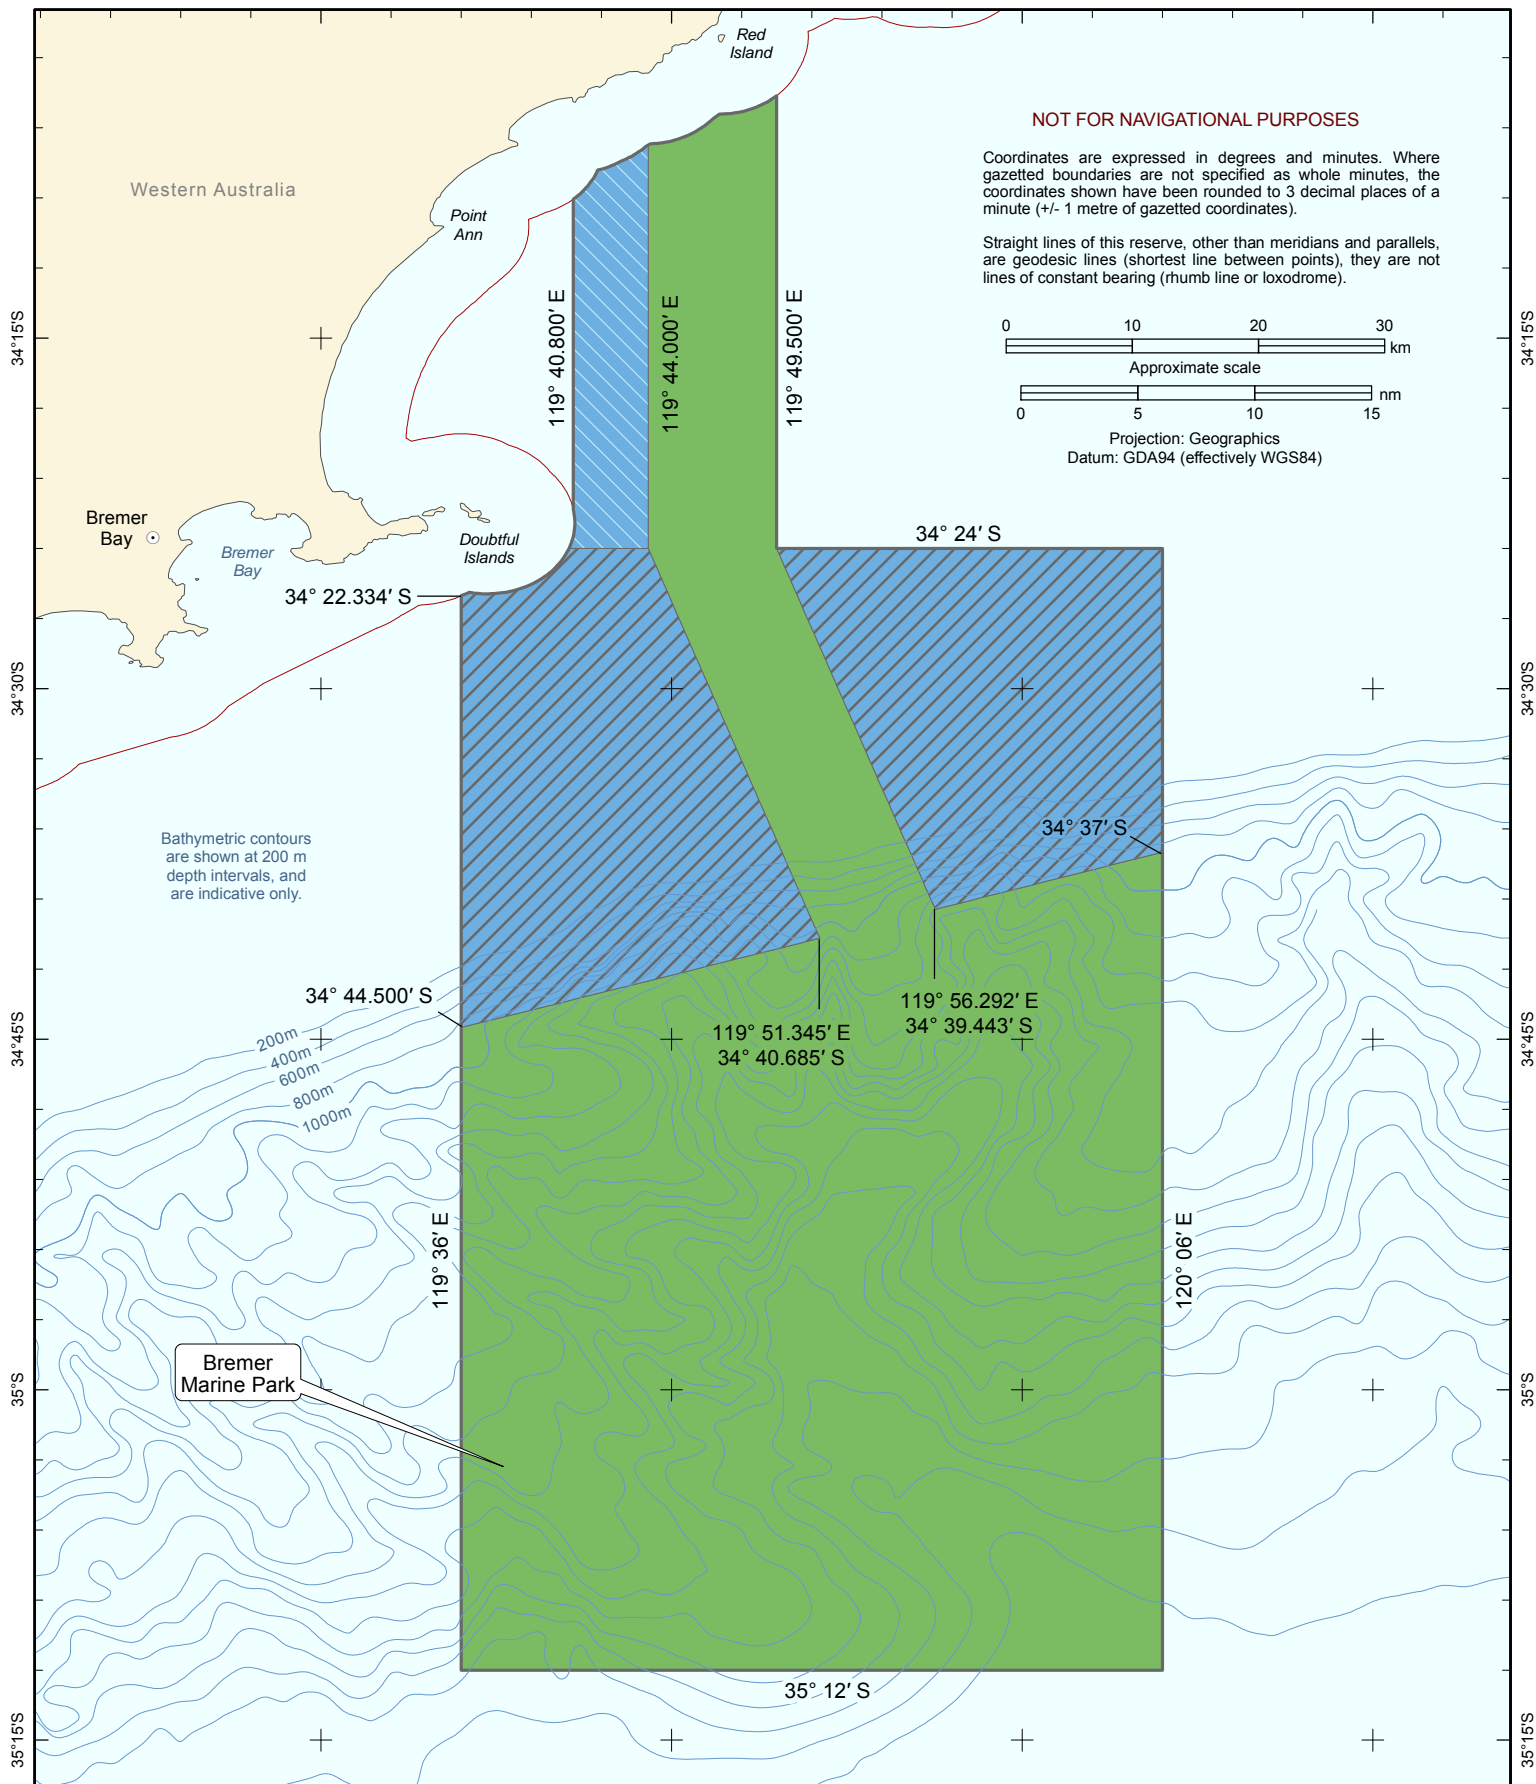 Red
Island
NOT FOR NAVIGATIONAL PURPOSES
Coordinates are expressed in degrees and minutes. Where
gazetted boundaries are not specified as whole minutes, the
coordinates shown have been rounded to 3 decimal places of a
minute (+/- 1 metre of gazetted coordinates).
Straight lines of this reserve, other than meridians and parallels,
are geodesic lines (shortest line between points), they are not
lines of constant bearing (rhumb line or loxodrome).
Western Australia
Point
Ann
0 10 20 30
km
Approximate scale
nm
0 5 10 15
Projection: Geographics
Datum: GDA94 (effectively WGS84)
34°15'S
34°15'S
119° 40.800' E
119° 44.000' E
119° 49.500' E
Bremer
Bay
Bremer
Bay
Doubtful
Islands
34° 24' S
34° 22.334' S
34°30'S
34°30'S
34° 37' S
Bathymetric contours
are shown at 200 m
depth intervals, and
are indicative only.
34° 44.500' S
119° 56.292' E
34° 39.443' S
119° 51.345' E
34° 40.685' S
34°45'S
34°45'S
200m
400m
600m
800m
1000m
119° 36' E
120° 06' E
Bremer
Marine Park
35°S
35°S
35° 12' S
35°15'S
35°15'S